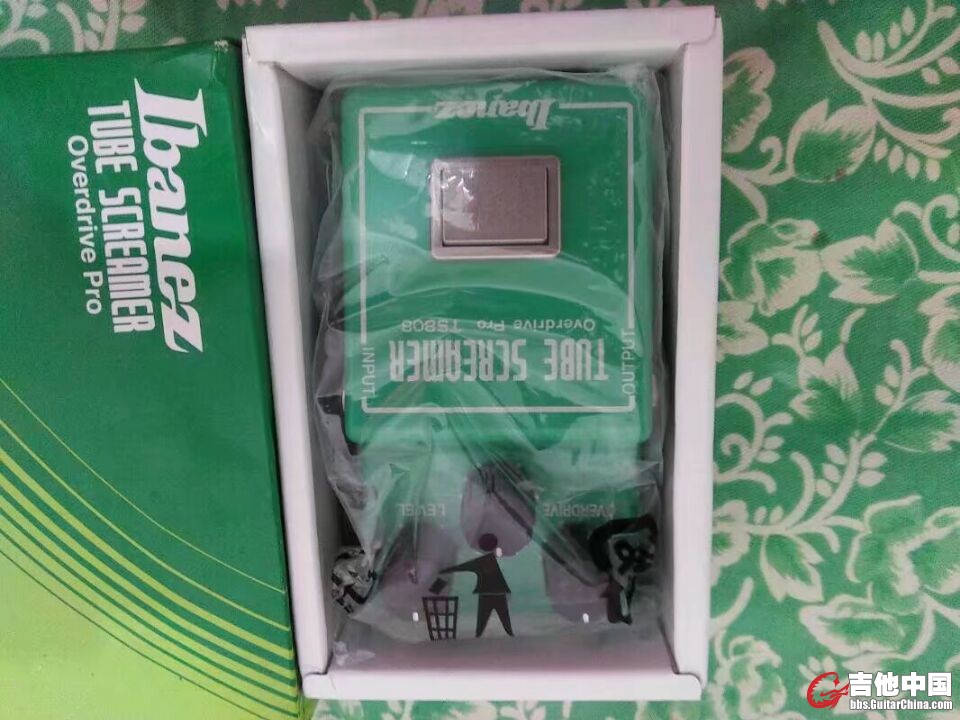 Ibanez
TUBE SCREAMER
Overdrive Pro
Ibanez
Overdrive Pro TS808
TUBE SCREAMER
INPUT
OUTPUT
LEVEL
OVERDRIVE
吉他中国
bbs.GuitarChina.com